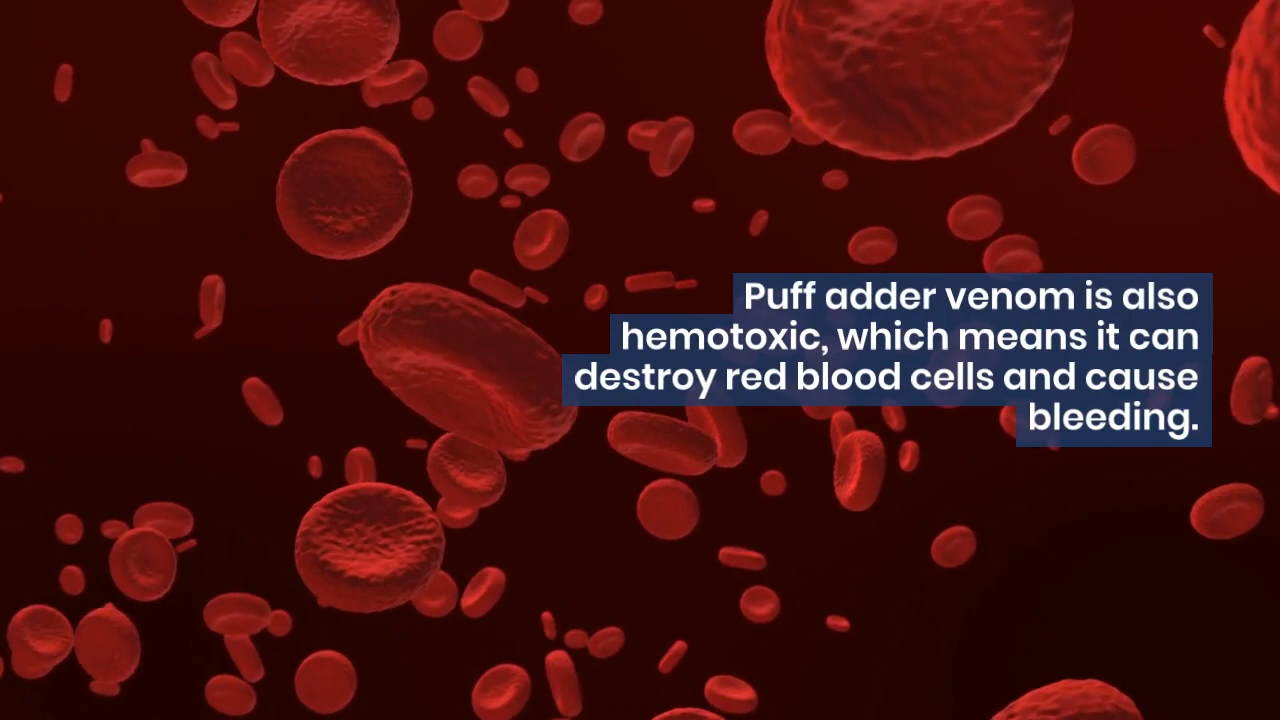 Puff adder venom is also
hemotoxic, which means it can
destroy red blood cells and cause
bleeding.